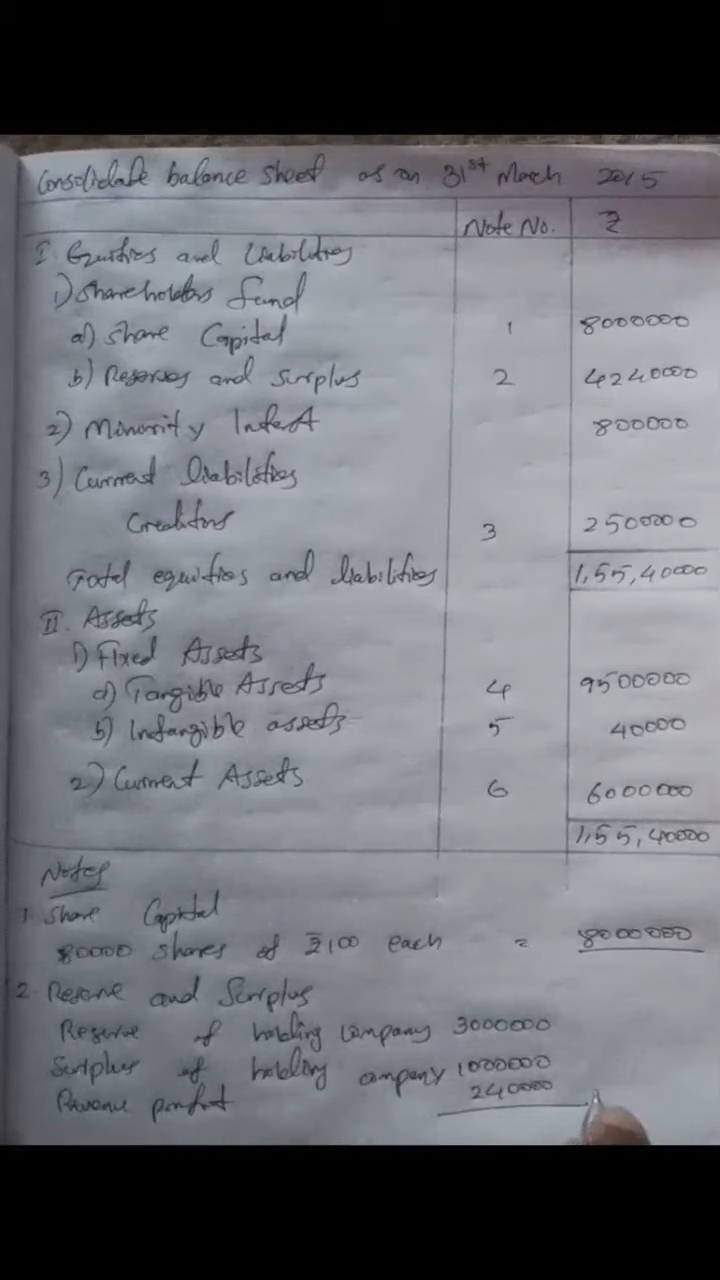 Consolidate balance sheet as on 31st March 2015
Note No. ₹
I Equities and Liabilities
1) Shareholders fund
a) Share Capital 1 8000000
b) Reserves and surplus 2 4240000
2) Minority 800000
3) Current liabilities
Creditors 3 2500000
Total equities and liabilities 1,55,40000
II. Assets
1) Fixed Assets
a) Tangible Assets 4 9500000
b) Intangible assets 5 40000
2) Current Assets 6 6000000
1,55,40000
Notes
1. Share Capital
80000 shares of ₹100 each = 8000000
2. Reserve and Surplus
Reserve of holding company 3000000
Surplus of holding company 1000000
Revenue profit 240000